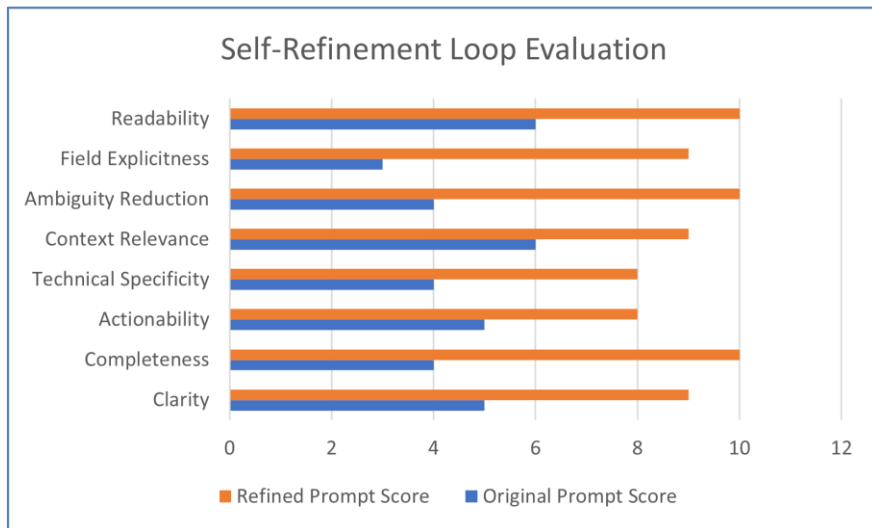 Self-Refinement Loop Evaluation
Readability
Field Explicitness
Ambiguity Reduction
Context Relevance
Technical Specificity
Actionability
Completeness
Clarity
0 2 4 6 8 10 12
Refined Prompt Score Original Prompt Score